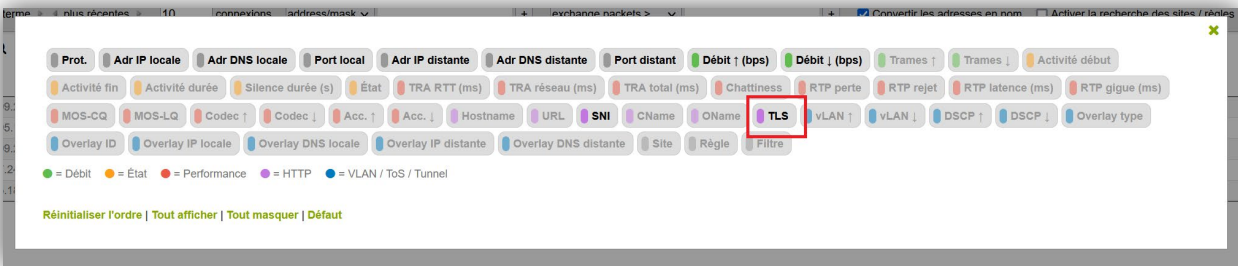 terme plus récentes 10 connexions address/mask + exchange packets > + Convertir les adresses en nom Activer la recherche des sites / règles
Prot. Adr IP locale Adr DNS locale Port local Adr IP distante Adr DNS distante Port distant Débit ↑ (bps) Débit ↓ (bps) Trames ↑ Trames ↓ Activité début
Activité fin Activité durée Silence durée (s) État TRA RTT (ms) TRA réseau (ms) TRA total (ms) Chattiness RTP perte RTP rejet RTP latence (ms) RTP gigue (ms)
MOS-CQ MOS-LQ Codec ↑ Codec ↓ Acc. ↑ Acc. ↓ Hostname URL SNI CName OName TLS vLAN ↑ vLAN ↓ DSCP ↑ DSCP ↓ Overlay type
Overlay ID Overlay IP locale Overlay DNS locale Overlay IP distante Overlay DNS distante Site Règle Filtre
= Débit = État = Performance = HTTP = VLAN / ToS / Tunnel
Réinitialiser l'ordre | Tout afficher | Tout masquer | Défaut